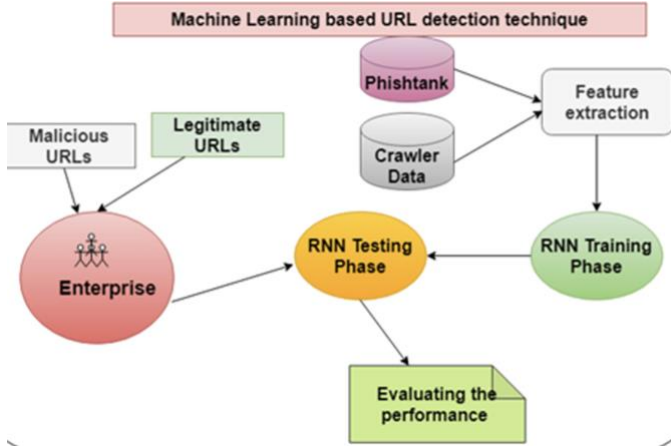 Machine Learning based URL detection technique
Phishtank
Feature
extraction
Malicious
URLs
Legitimate
URLs
Crawler
Data
Enterprise
RNN Testing
Phase
RNN Training
Phase
Evaluating the
performance